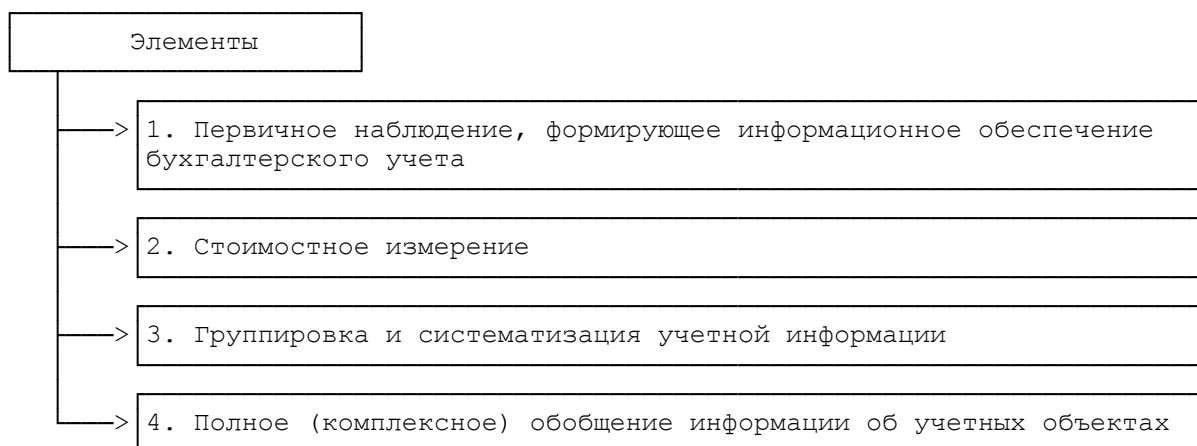 Элементы
1. Первичное наблюдение, формирующее информационное обеспечение
бухгалтерского учета
2. Стоимостное измерение
3. Группировка и систематизация учетной информации
4. Полное (комплексное) обобщение информации об учетных объектах